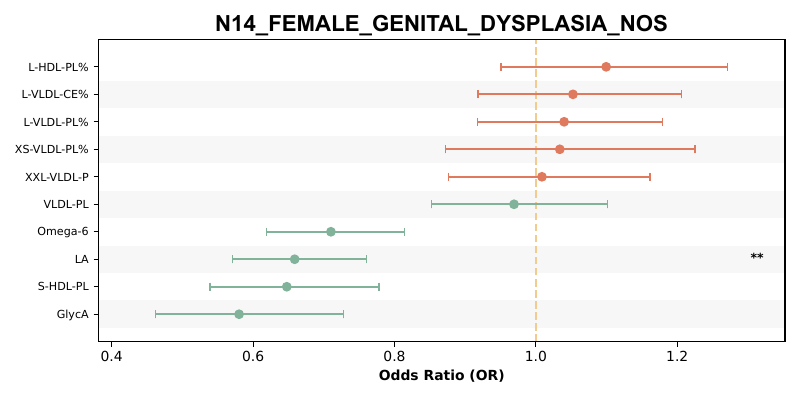 N14_FEMALE_GENITAL_DYSPLASIA_NOS
L-HDL-PL%
L-VLDL-CE%
L-VLDL-PL%
XS-VLDL-PL%
XXL-VLDL-P
VLDL-PL
Omega-6
LA **
S-HDL-PL
GlycA
0.4 0.6 0.8 1.0 1.2
Odds Ratio (OR)